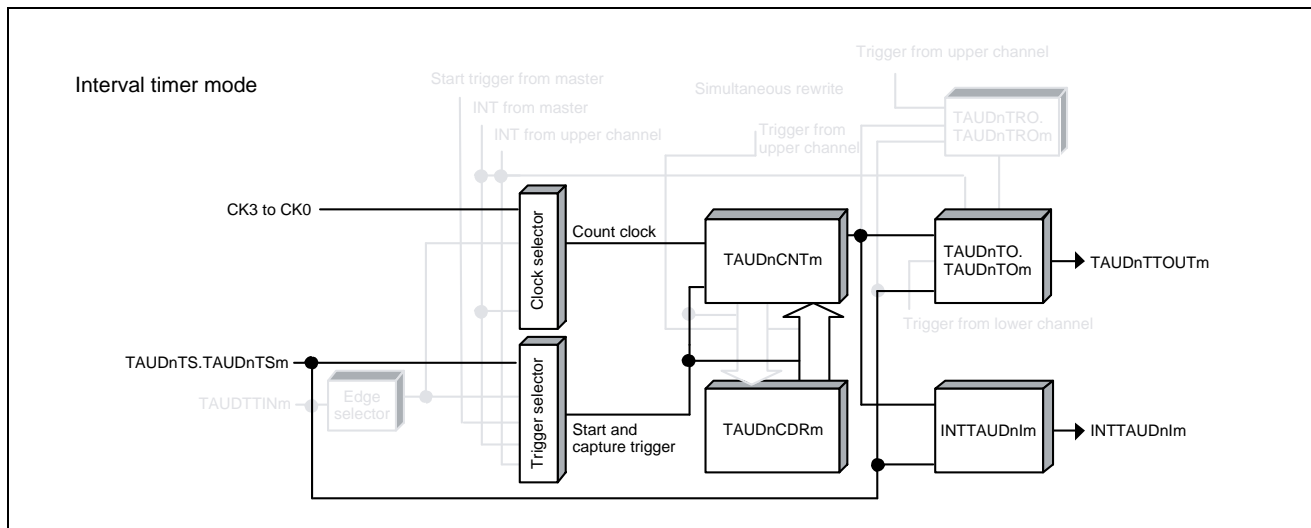 Interval timer mode
Trigger from upper channel
Start trigger from master
Simultaneous rewrite
INT from master
TAUDnTRO.
TAUDnTROm
Trigger from
upper channel
INT from upper channel
CK3 to CK0
Clock selector
Count clock
TAUDnCNTm
TAUDnTO.
TAUDnTOm
TAUDnTTOUTm
Trigger from lower channel
TAUDnTS.TAUDnTSm
TAUDTTINm
Edge
selector
Trigger selector
Start and
capture trigger
TAUDnCDRm
INTTAUDnIm
INTTAUDnIm